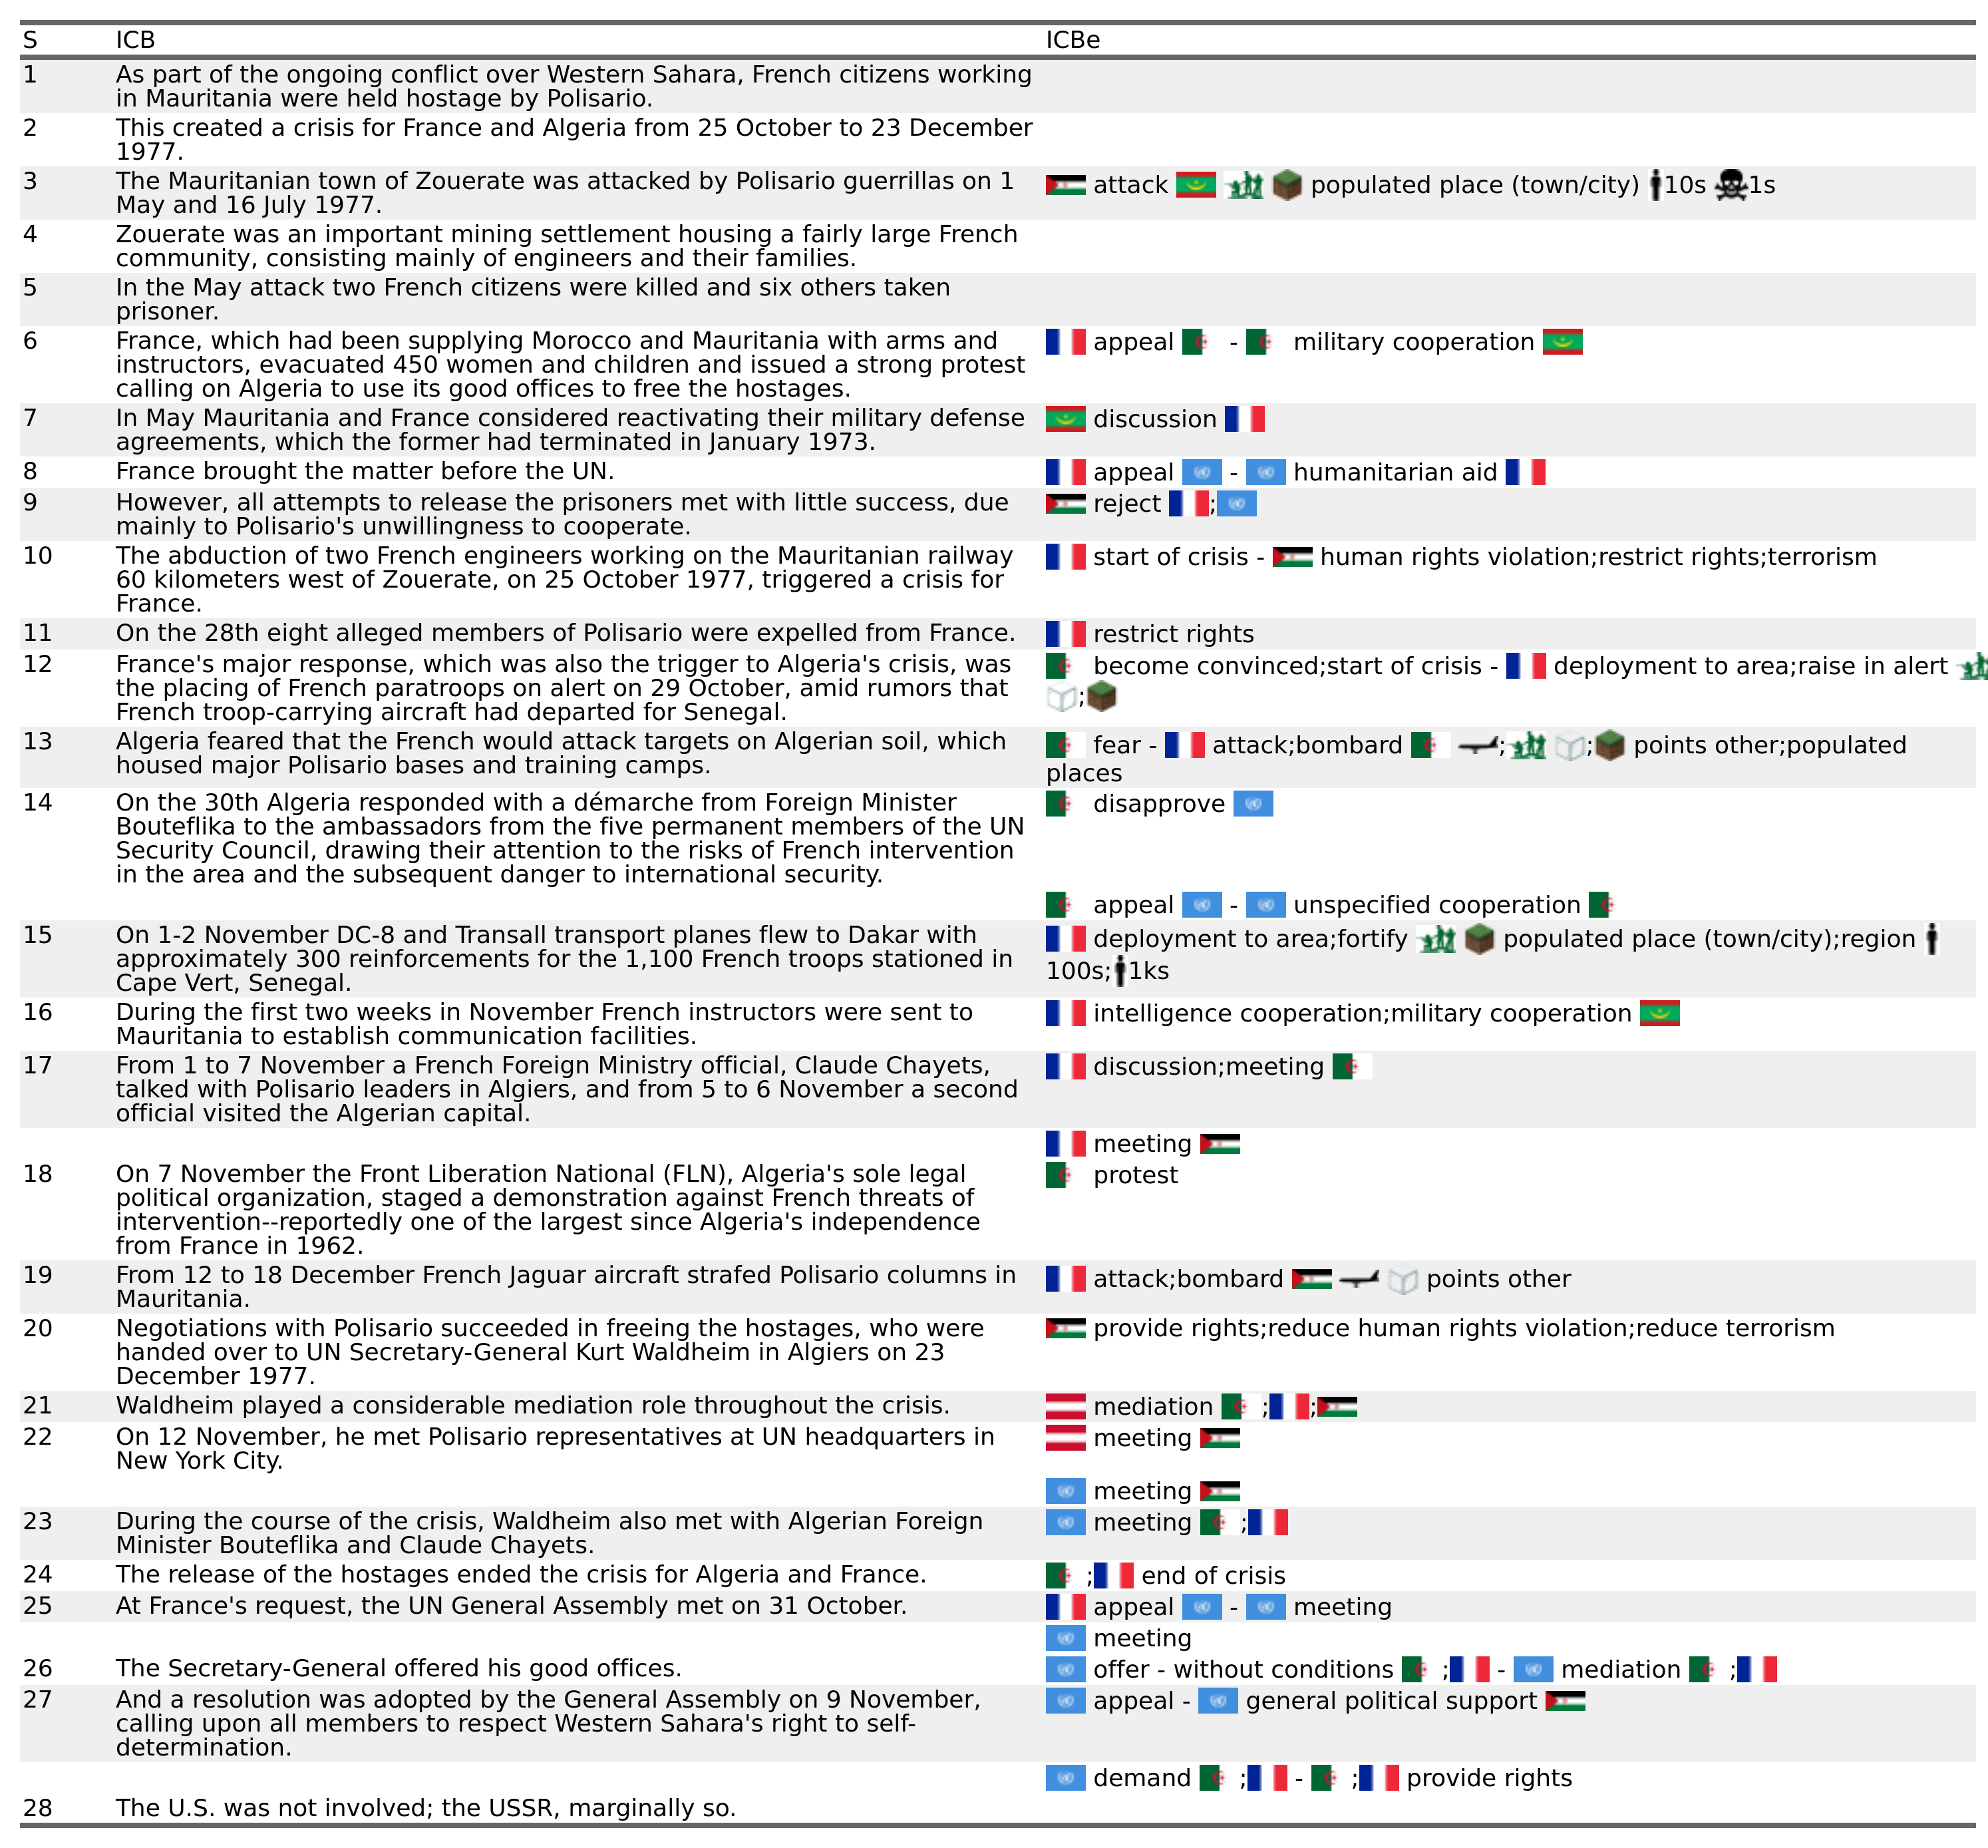 S ICB ICBe
1 As part of the ongoing conflict over Western Sahara, French citizens working
in Mauritania were held hostage by Polisario.
2 This created a crisis for France and Algeria from 25 October to 23 December
1977.
3 The Mauritanian town of Zouerate was attacked by Polisario guerrillas on 1
May and 16 July 1977.
attack populated place (town/city) 10s 1s
4 Zouerate was an important mining settlement housing a fairly large French
community, consisting mainly of engineers and their families.
5 In the May attack two French citizens were killed and six others taken
prisoner.
6 France, which had been supplying Morocco and Mauritania with arms and
instructors, evacuated 450 women and children and issued a strong protest
calling on Algeria to use its good offices to free the hostages.
appeal - military cooperation
7 In May Mauritania and France considered reactivating their military defense
agreements, which the former had terminated in January 1973.
discussion
8 France brought the matter before the UN.
appeal - humanitarian aid
9 However, all attempts to release the prisoners met with little success, due
mainly to Polisario's unwillingness to cooperate.
reject ;
10 The abduction of two French engineers working on the Mauritanian railway
60 kilometers west of Zouerate, on 25 October 1977, triggered a crisis for
France.
start of crisis - human rights violation;restrict rights;terrorism
11 On the 28th eight alleged members of Polisario were expelled from France.
restrict rights
12 France's major response, which was also the trigger to Algeria's crisis, was
the placing of French paratroops on alert on 29 October, amid rumors that
French troop-carrying aircraft had departed for Senegal.
become convinced;start of crisis - deployment to area;raise in alert
;
13 Algeria feared that the French would attack targets on Algerian soil, which
housed major Polisario bases and training camps.
fear - attack;bombard ; ; points other;populated
places
14 On the 30th Algeria responded with a démarche from Foreign Minister
Bouteflika to the ambassadors from the five permanent members of the UN
Security Council, drawing their attention to the risks of French intervention
in the area and the subsequent danger to international security.
disapprove
appeal - unspecified cooperation
15 On 1-2 November DC-8 and Transall transport planes flew to Dakar with
approximately 300 reinforcements for the 1,100 French troops stationed in
Cape Vert, Senegal.
deployment to area;fortify populated place (town/city);region
100s; 1ks
16 During the first two weeks in November French instructors were sent to
Mauritania to establish communication facilities.
intelligence cooperation;military cooperation
17 From 1 to 7 November a French Foreign Ministry official, Claude Chayets,
talked with Polisario leaders in Algiers, and from 5 to 6 November a second
official visited the Algerian capital.
discussion;meeting
meeting
18 On 7 November the Front Liberation National (FLN), Algeria's sole legal
political organization, staged a demonstration against French threats of
intervention--reportedly one of the largest since Algeria's independence
from France in 1962.
protest
19 From 12 to 18 December French Jaguar aircraft strafed Polisario columns in
Mauritania.
attack;bombard points other
20 Negotiations with Polisario succeeded in freeing the hostages, who were
handed over to UN Secretary-General Kurt Waldheim in Algiers on 23
December 1977.
provide rights;reduce human rights violation;reduce terrorism
21 Waldheim played a considerable mediation role throughout the crisis.
mediation ; ;
22 On 12 November, he met Polisario representatives at UN headquarters in
New York City.
meeting
meeting
23 During the course of the crisis, Waldheim also met with Algerian Foreign
Minister Bouteflika and Claude Chayets.
meeting ;
24 The release of the hostages ended the crisis for Algeria and France.
; end of crisis
25 At France's request, the UN General Assembly met on 31 October.
appeal - meeting
meeting
26 The Secretary-General offered his good offices.
offer - without conditions ; - mediation ;
27 And a resolution was adopted by the General Assembly on 9 November,
calling upon all members to respect Western Sahara's right to self-
determination.
appeal - general political support
demand ; - ; provide rights
28 The U.S. was not involved; the USSR, marginally so.